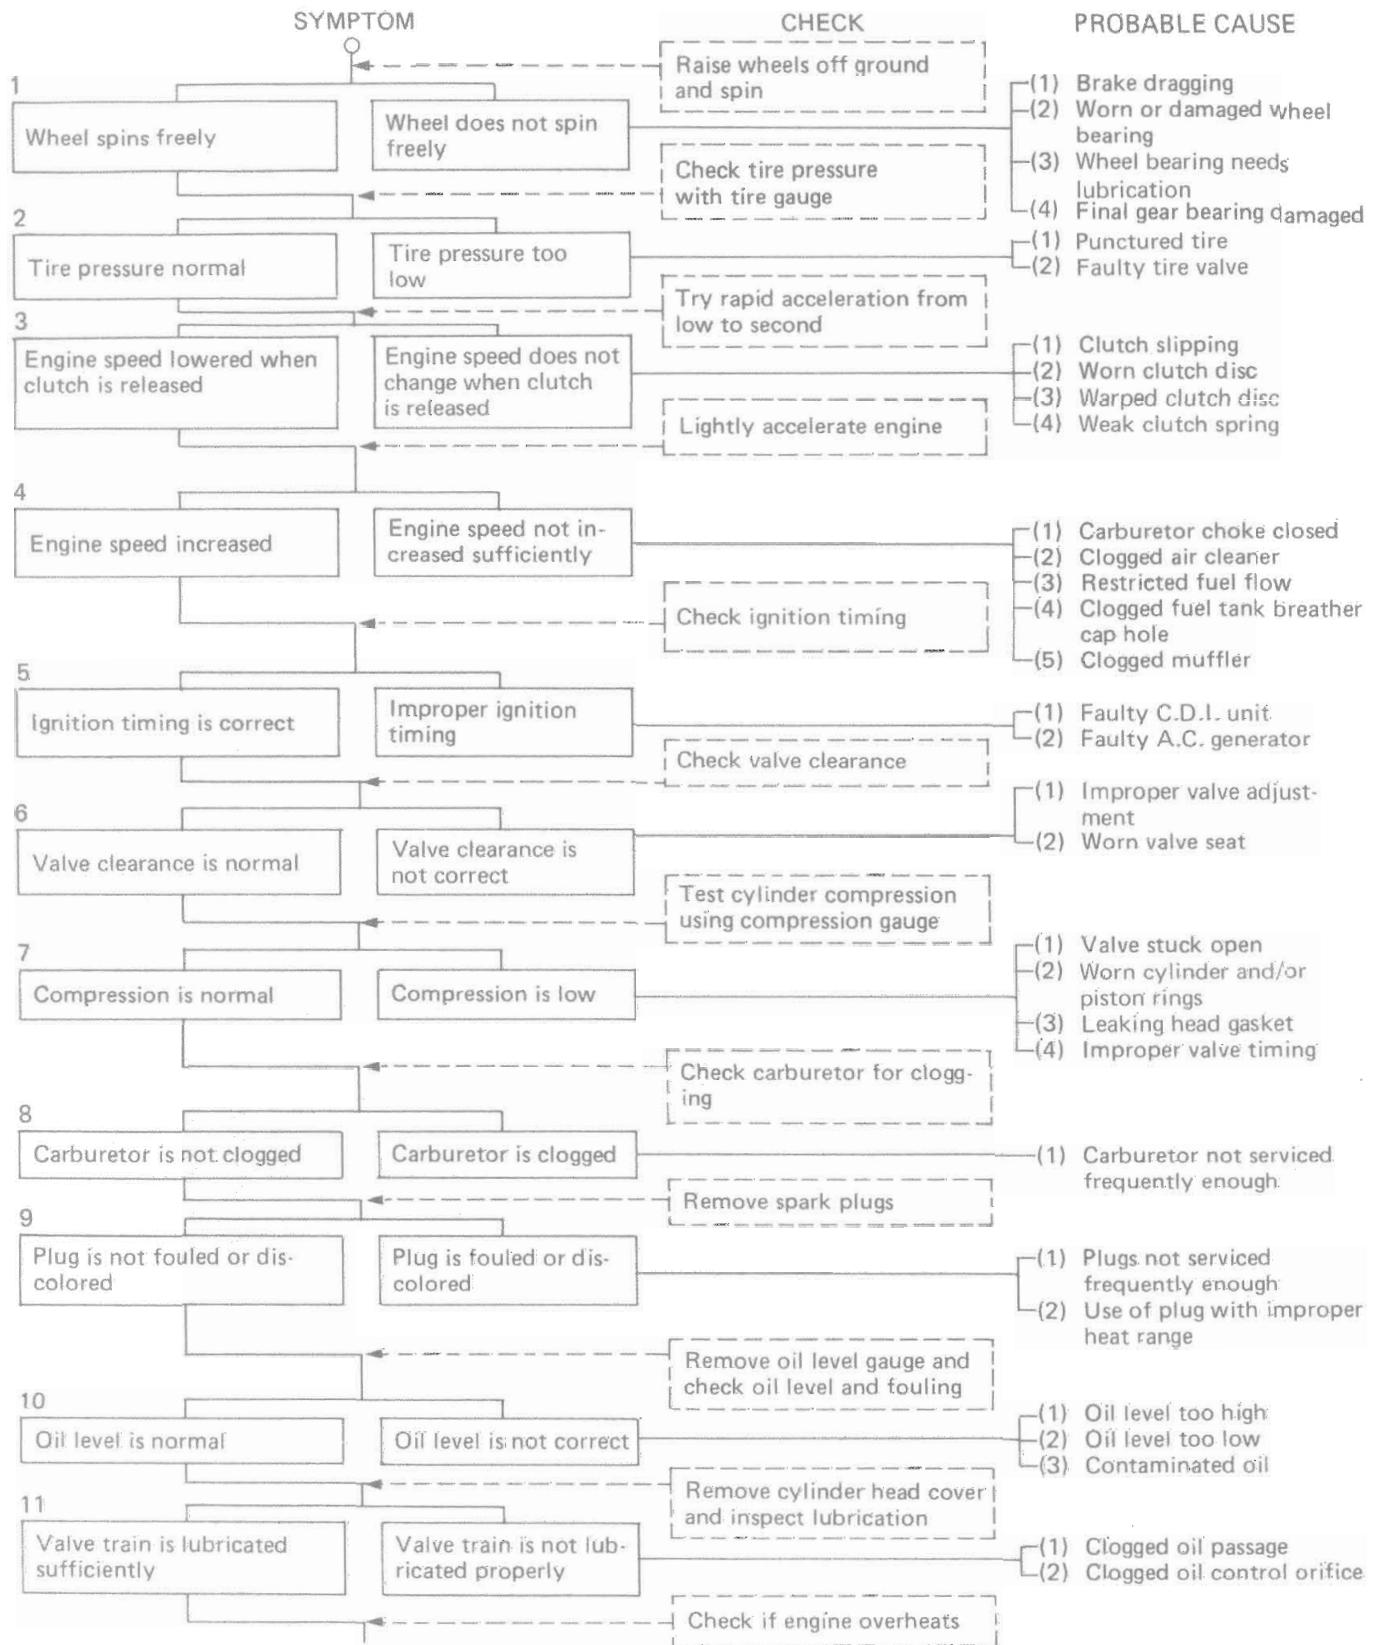 SYMPTOM
CHECK
PROBABLE CAUSE
Raise wheels off ground
and spin
1
Wheel spins freely
Wheel does not spin
freely
(1) Brake dragging
(2) Worn or damaged wheel
bearing
(3) Wheel bearing needs
lubrication
(4) Final gear bearing damaged
Check tire pressure
with tire gauge
2
Tire pressure normal
Tire pressure too
low
(1) Punctured tire
(2) Faulty tire valve
Try rapid acceleration from
low to second
3
Engine speed lowered when
clutch is released
Engine speed does not
change when clutch
is released
(1) Clutch slipping
(2) Worn clutch disc
(3) Warped clutch disc
(4) Weak clutch spring
Lightly accelerate engine
4
Engine speed increased
Engine speed not in-
creased sufficiently
(1) Carburetor choke closed
(2) Clogged air cleaner
(3) Restricted fuel flow
(4) Clogged fuel tank breather
cap hole
(5) Clogged muffler
Check ignition timing
5
Ignition timing is correct
Improper ignition
timing
(1) Faulty C.D.I. unit
(2) Faulty A.C. generator
Check valve clearance
6
Valve clearance is normal
Valve clearance is
not correct
(1) Improper valve adjust-
ment
(2) Worn valve seat
Test cylinder compression
using compression gauge
7
Compression is normal
Compression is low
(1) Valve stuck open
(2) Worn cylinder and/or
piston rings
(3) Leaking head gasket
(4) Improper valve timing
Check carburetor for clogg-
ing
8
Carburetor is not clogged
Carburetor is clogged
(1) Carburetor not serviced
frequently enough
Remove spark plugs
9
Plug is not fouled or dis-
colored
Plug is fouled or dis-
colored
(1) Plugs not serviced
frequently enough
(2) Use of plug with improper
heat range
Remove oil level gauge and
check oil level and fouling
10
Oil level is normal
Oil level is not correct
(1) Oil level too high
(2) Oil level too low
(3) Contaminated oil
Remove cylinder head cover
and inspect lubrication
11
Valve train is lubricated
sufficiently
Valve train is not lub-
ricated properly
(1) Clogged oil passage
(2) Clogged oil control orifice
Check if engine overheats